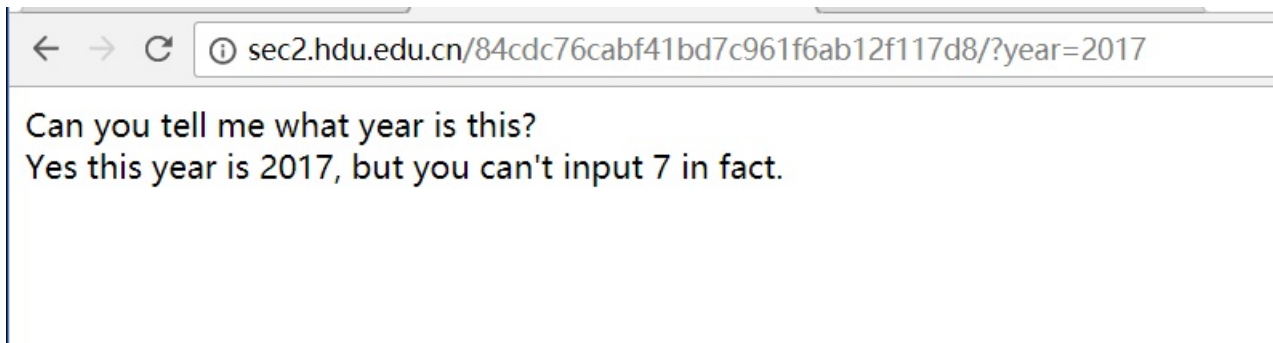 sec2.hdu.edu.cn/84cdc76cabf41bd7c961f6ab12f117d8/?year=2017
Can you tell me what year is this?
Yes this year is 2017, but you can't input 7 in fact.